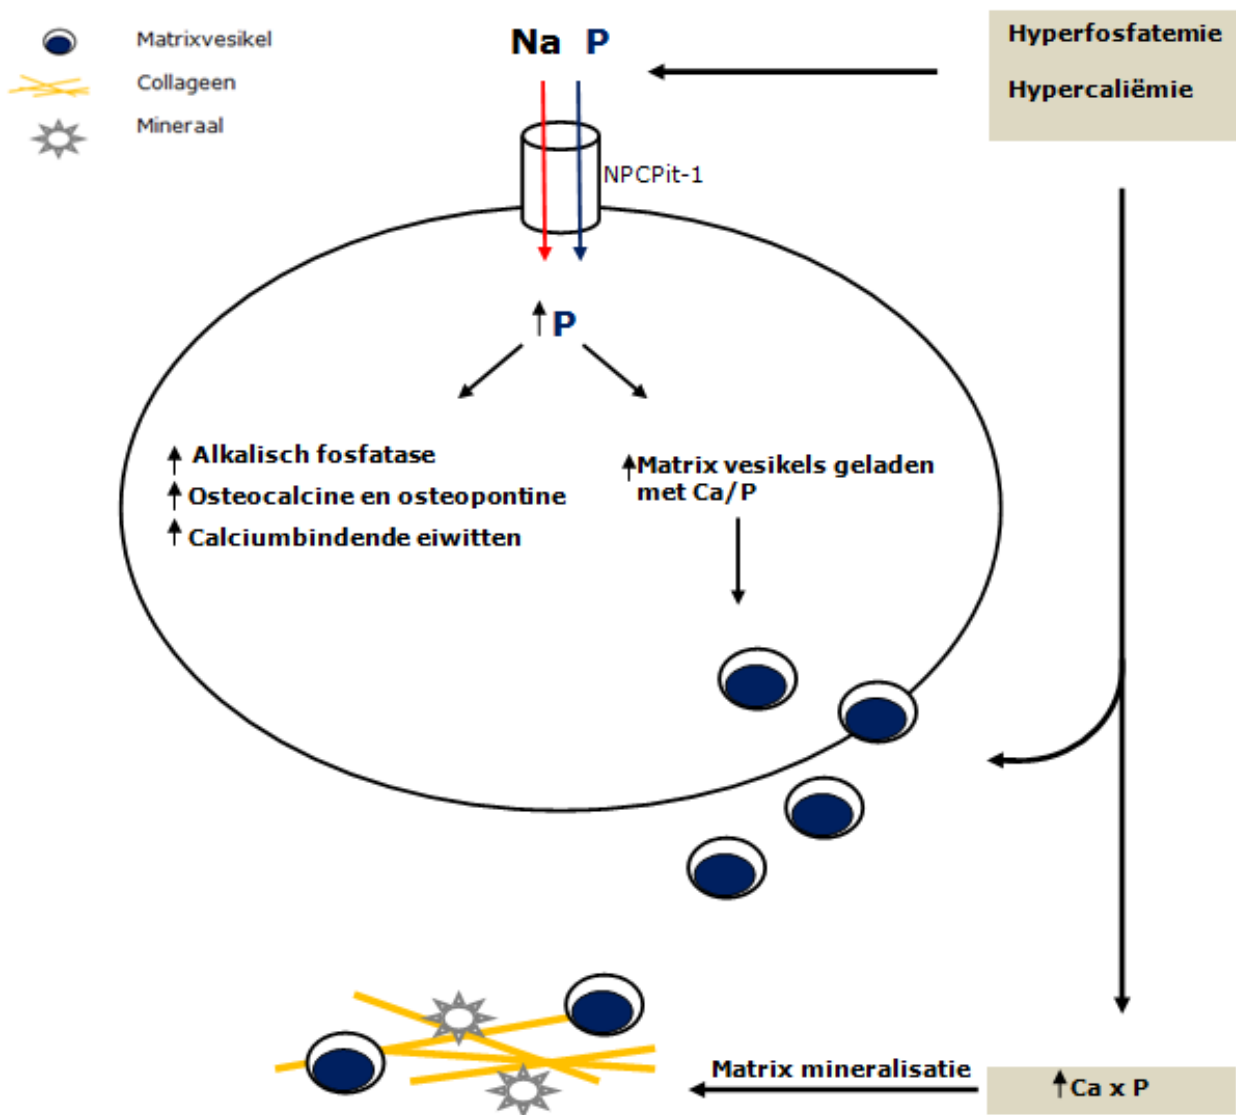 Matrixvesikel
Collageen
Mineraal
Na P
Hyperfosfatemie
Hypercaliëmie
NPCPit-1
P
Alkalisch fosfatase
Osteocalcine en osteopontine
Calciumbindende eiwitten
Matrix vesikels geladen
met Ca/P
Matrix mineralisatie
Ca x P